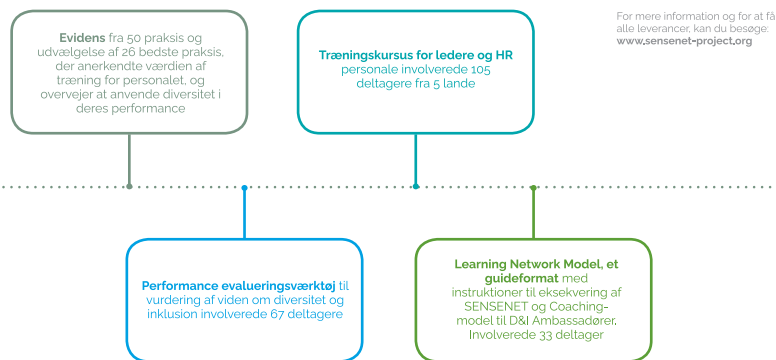 Evidens fra 50 praksis og
udvælgelse af 26 bedste praksis,
der anerkendte værdien af
træning for personalet, og
overvejer at anvende diversitet i
deres performance
Træningskursus for ledere og HR
personale involverede 105
deltagere fra 5 lande
For mere information og for at få
alle leverancer, kan du besøge:
www.sensenet-project.org
Performance evalueringsværktøj til
vurdering af viden om diversitet og
inklusion involverede 67 deltagere
Learning Network Model, et
guideformat med
instruktioner til eksekvering af
SENSENET og Coaching-
model til D&I Ambassadører.
Involverede 33 deltager